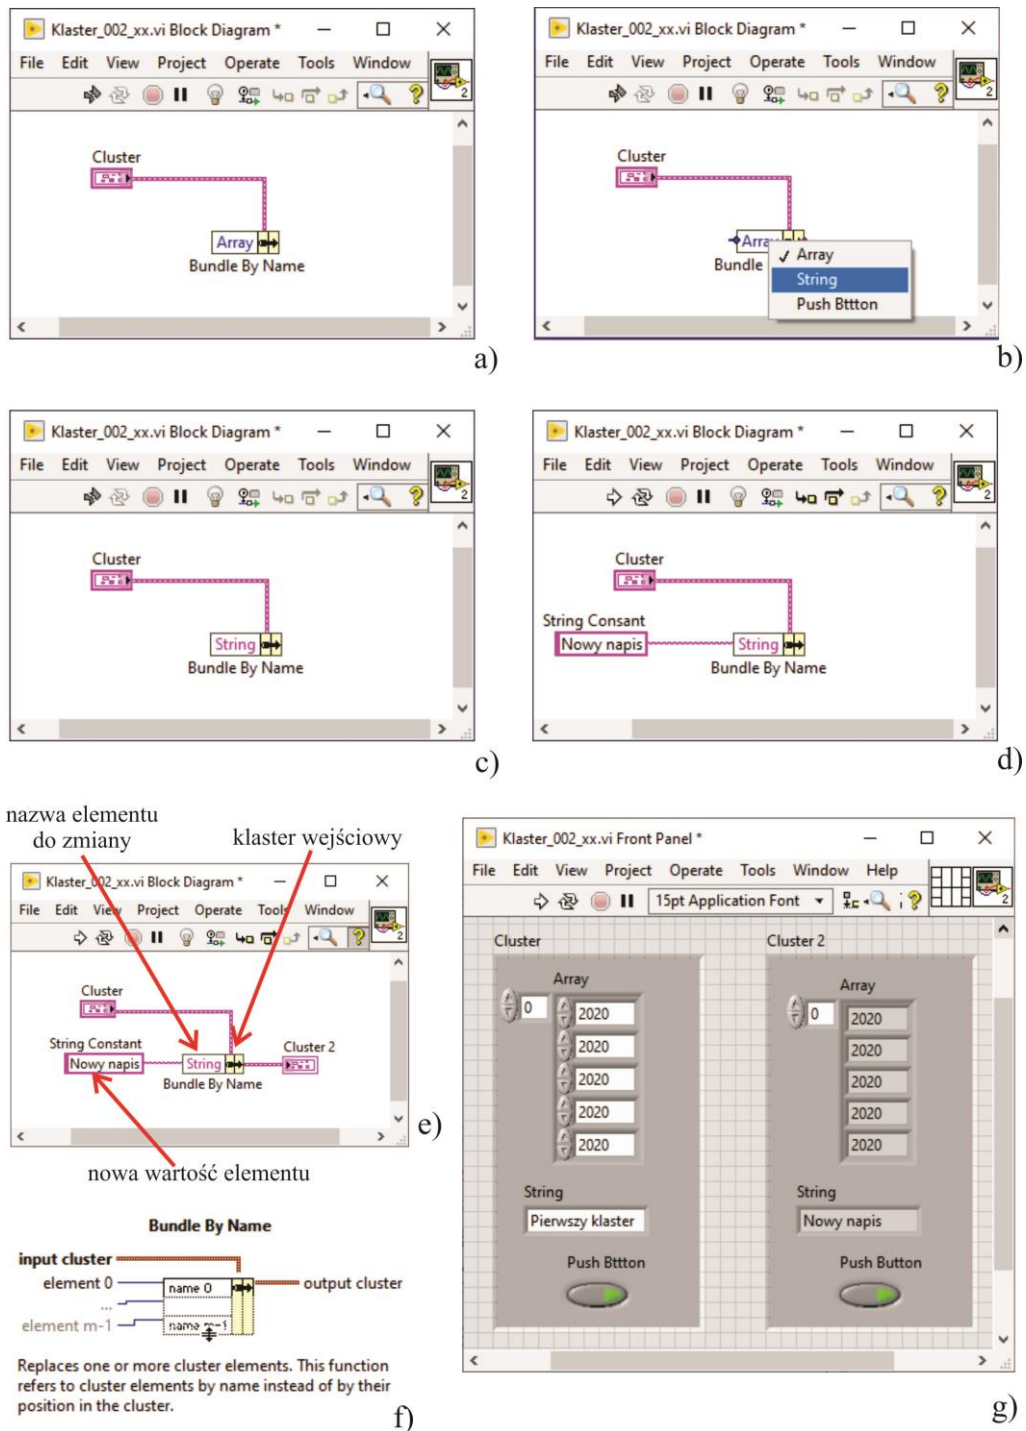 Klaster_002_xx.vi Block Diagram *
File Edit View Project Operate Tools Window
2
Cluster
Array
Bundle By Name
a)
Klaster_002_xx.vi Block Diagram *
File Edit View Project Operate Tools Window
2
Cluster
Array
Bundle
✓ Array
String
Push Bttton
b)
Klaster_002_xx.vi Block Diagram *
File Edit View Project Operate Tools Window
2
Cluster
String
Bundle By Name
c)
Klaster_002_xx.vi Block Diagram *
File Edit View Project Operate Tools Window
2
Cluster
String Consant
Nowy napis
String
Bundle By Name
d)
nazwa elementu
do zmiany
klaster wejściowy
Klaster_002_xx.vi Block Diagram *
File Edit View Project Operate Tools Window
2
Cluster
String Constant
Nowy napis
String
Cluster 2
Bundle By Name
e)
nowa wartość elementu
Bundle By Name
input cluster
element 0
...
element m-1
name 0
name m-1
output cluster
Replaces one or more cluster elements. This function
refers to cluster elements by name instead of by their
position in the cluster.
f)
Klaster_002_xx.vi Front Panel *
File Edit View Project Operate Tools Window Help
15pt Application Font
2
Cluster
Array
0
2020
2020
2020
2020
2020
String
Pierwszy klaster
Push Bttton
Cluster 2
Array
0
2020
2020
2020
2020
2020
String
Nowy napis
Push Button
g)